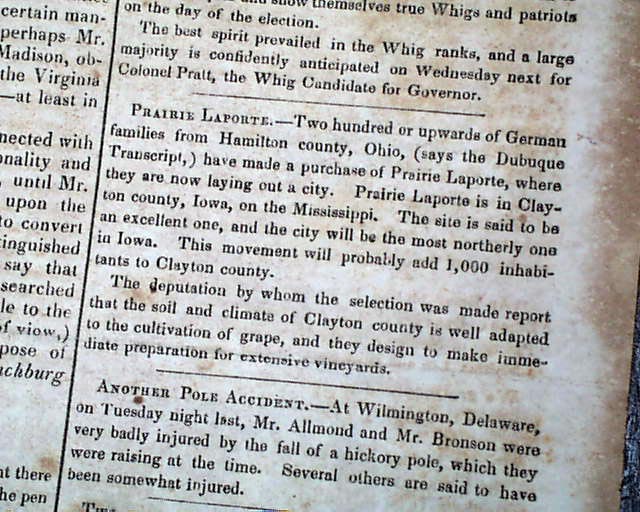 certain man-
perhaps Mr.
Madison, ob-
the Virginia
—at least in
nected with
onality and
until Mr.
upon the
to convert
tinguished
say that
searched
le to the
of view,)
pose of
nchburg
nt there
he pen
show themselves true Whigs and patriots
on the day of the election.
The best spirit prevailed in the Whig ranks, and a large
majority is confidently anticipated on Wednesday next for
Colonel Pratt, the Whig Candidate for Governor.
PRAIRIE LAPORTE.—Two hundred or upwards of German
families from Hamilton county, Ohio, (says the Dubuque
Transcript,) have made a purchase of Prairie Laporte, where
they are now laying out a city. Prairie Laporte is in Clay-
ton county, Iowa, on the Mississippi. The site is said to be
an excellent one, and the city will be the most northerly one
in Iowa. This movement will probably add 1,000 inhabi-
tants to Clayton county.
The deputation by whom the selection was made report
that the soil and climate of Clayton county is well adapted
to the cultivation of grape, and they design to make imme-
diate preparation for extensive vineyards.
ANOTHER POLE ACCIDENT.—At Wilmington, Delaware,
on Tuesday night last, Mr. Allmond and Mr. Bronson were
very badly injured by the fall of a hickory pole, which they
were raising at the time. Several others are said to have
been somewhat injured.